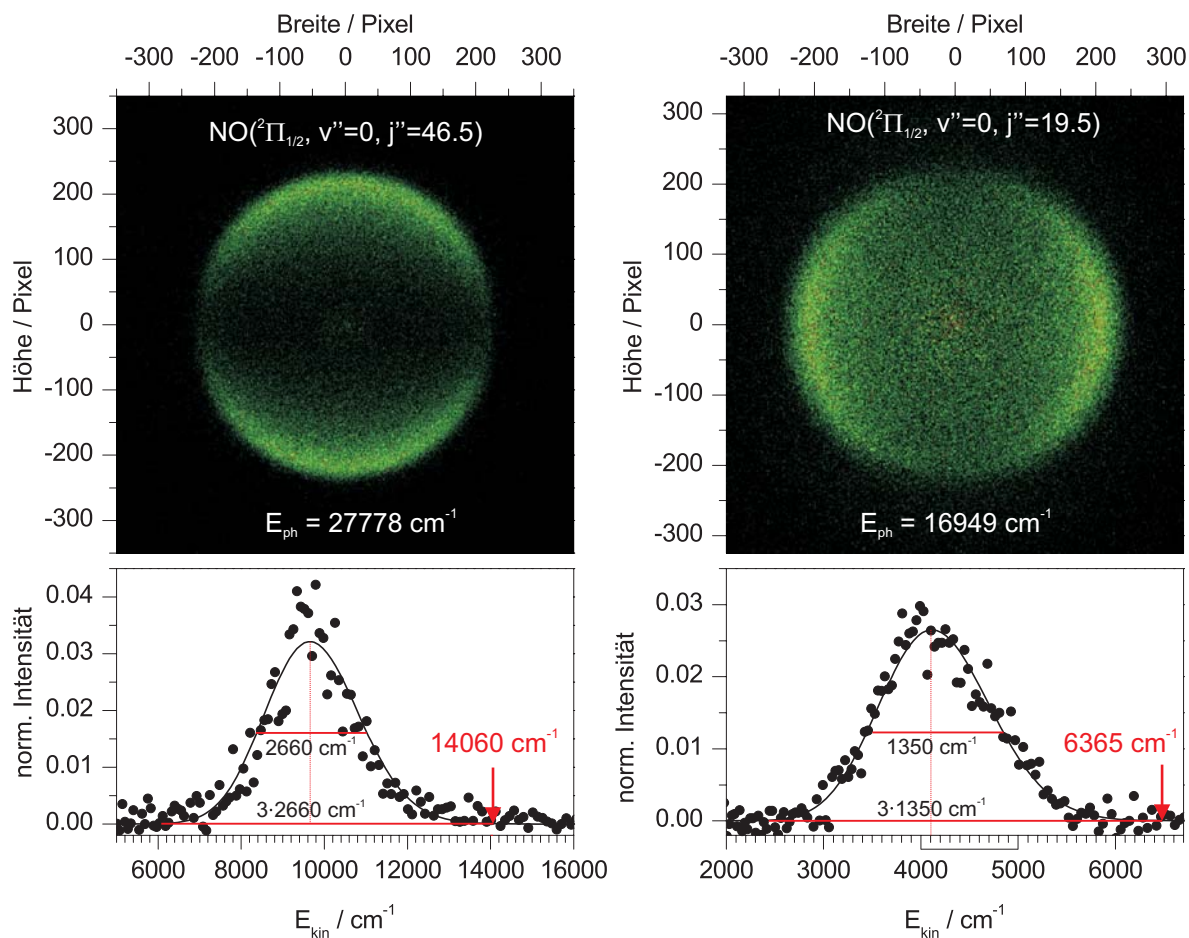 Breite / Pixel
-300 -200 -100 0 100 200 300
Höhe / Pixel
300
200
100
0
-100
-200
-300
NO(²Π₁/₂, v''=0, j''=46.5)
Eₚₕ = 27778 cm⁻¹
norm. Intensität
0.04
0.03
0.02
0.01
0.00
2660 cm⁻¹
3·2660 cm⁻¹
14060 cm⁻¹
6000 8000 10000 12000 14000 16000
Eₖᵢₙ / cm⁻¹
Breite / Pixel
-300 -200 -100 0 100 200 300
Höhe / Pixel
300
200
100
0
-100
-200
-300
NO(²Π₁/₂, v''=0, j''=19.5)
Eₚₕ = 16949 cm⁻¹
norm. Intensität
0.03
0.02
0.01
0.00
1350 cm⁻¹
3·1350 cm⁻¹
6365 cm⁻¹
2000 3000 4000 5000 6000
Eₖᵢₙ / cm⁻¹